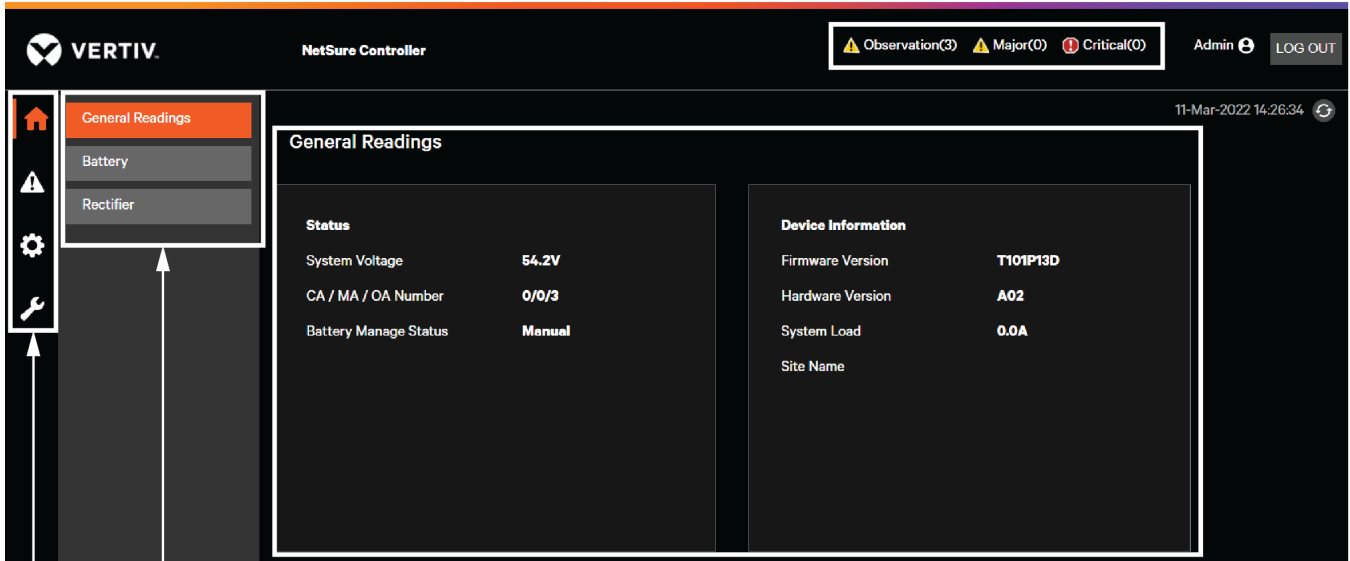 VERTIV.
NetSure Controller
Observation(3) Major(0) Critical(0)
Admin
LOG OUT
11-Mar-2022 14:26:34
General Readings
Battery
Rectifier
General Readings
Status
System Voltage 54.2V
CA / MA / OA Number 0/0/3
Battery Manage Status Manual
Device Information
Firmware Version T101P13D
Hardware Version A02
System Load 0.0A
Site Name